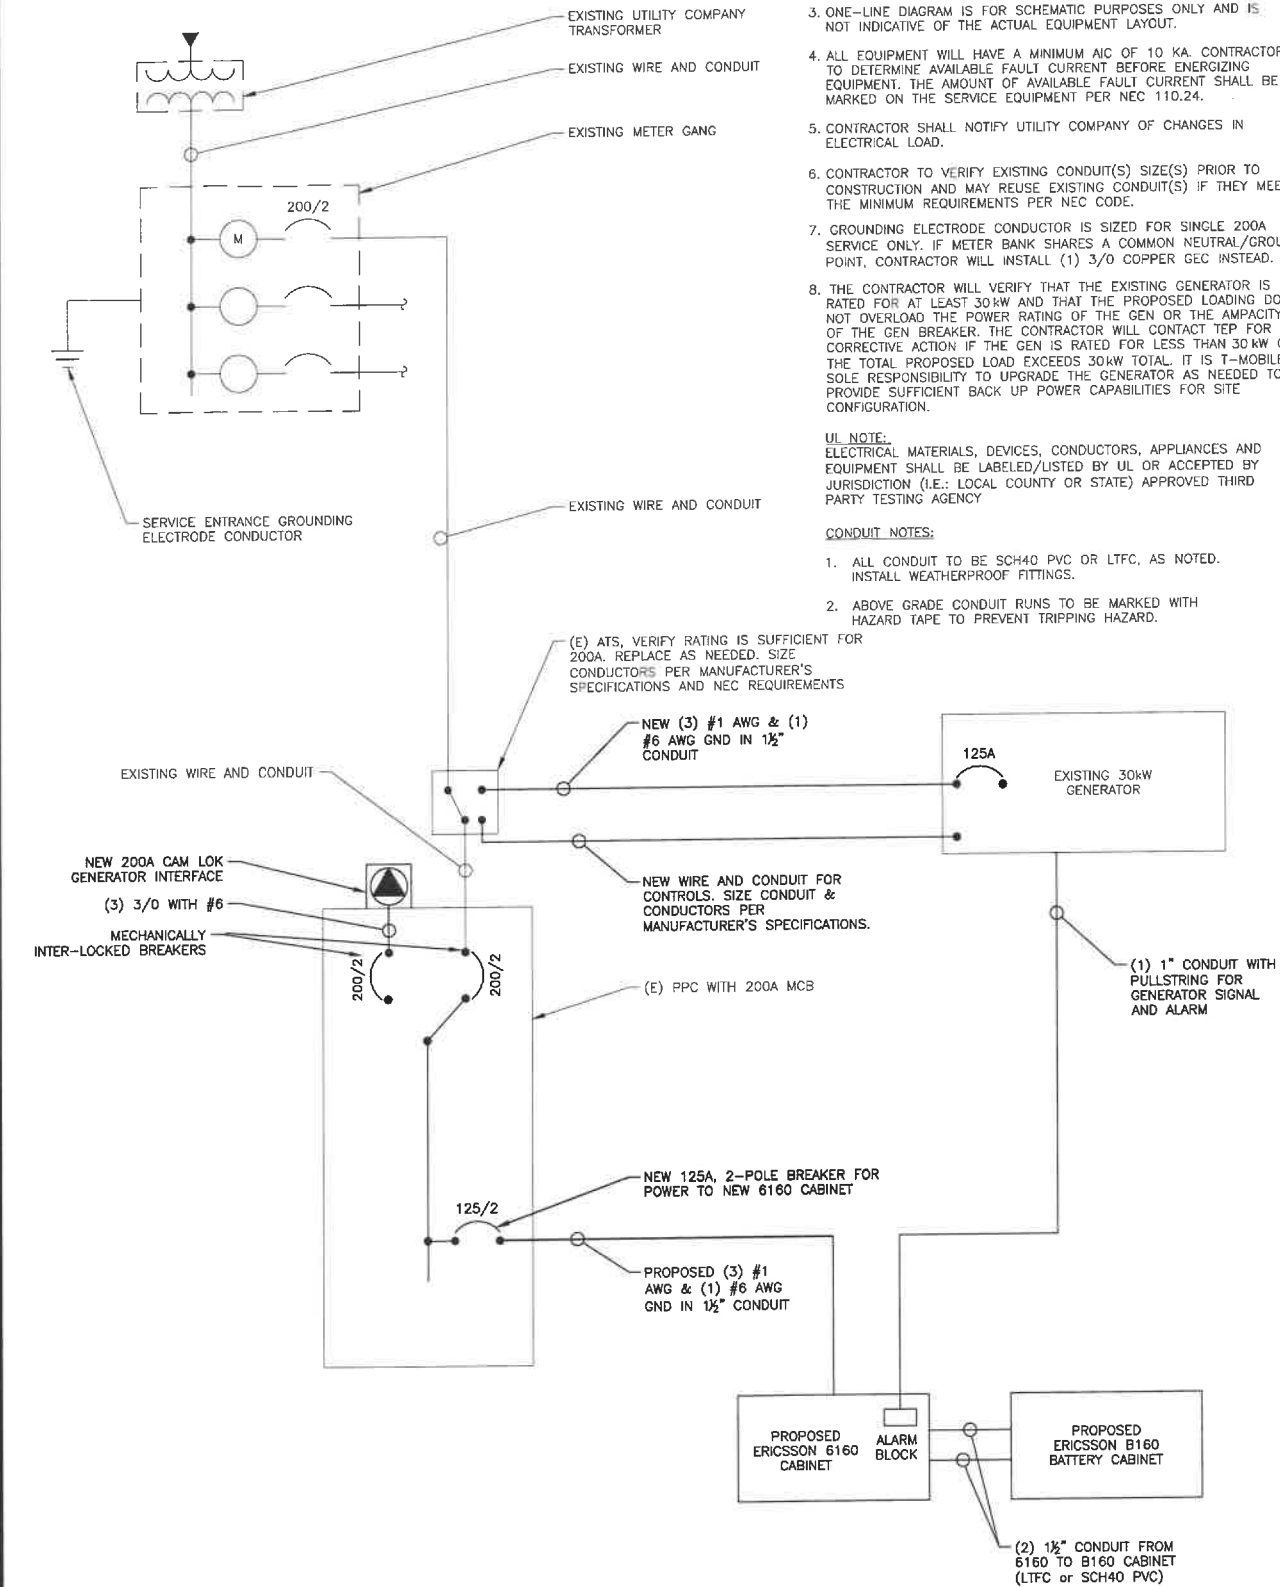 EXISTING UTILITY COMPANY
TRANSFORMER
EXISTING WIRE AND CONDUIT
EXISTING METER GANG
200/2
M
SERVICE ENTRANCE GROUNDING
ELECTRODE CONDUCTOR
EXISTING WIRE AND CONDUIT
3. ONE-LINE DIAGRAM IS FOR SCHEMATIC PURPOSES ONLY AND IS
NOT INDICATIVE OF THE ACTUAL EQUIPMENT LAYOUT.
4. ALL EQUIPMENT WILL HAVE A MINIMUM AIC OF 10 KA. CONTRACTOR
TO DETERMINE AVAILABLE FAULT CURRENT BEFORE ENERGIZING
EQUIPMENT. THE AMOUNT OF AVAILABLE FAULT CURRENT SHALL BE
MARKED ON THE SERVICE EQUIPMENT PER NEC 110.24.
5. CONTRACTOR SHALL NOTIFY UTILITY COMPANY OF CHANGES IN
ELECTRICAL LOAD.
6. CONTRACTOR TO VERIFY EXISTING CONDUIT(S) SIZE(S) PRIOR TO
CONSTRUCTION AND MAY REUSE EXISTING CONDUIT(S) IF THEY MEE
THE MINIMUM REQUIREMENTS PER NEC CODE.
7. GROUNDING ELECTRODE CONDUCTOR IS SIZED FOR SINGLE 200A
SERVICE ONLY. IF METER BANK SHARES A COMMON NEUTRAL/GROU
POINT, CONTRACTOR WILL INSTALL (1) 3/0 COPPER GEC INSTEAD.
8. THE CONTRACTOR WILL VERIFY THAT THE EXISTING GENERATOR IS
RATED FOR AT LEAST 30 kW AND THAT THE PROPOSED LOADING DO
NOT OVERLOAD THE POWER RATING OF THE GEN OR THE AMPACITY
OF THE GEN BREAKER. THE CONTRACTOR WILL CONTACT TEP FOR
CORRECTIVE ACTION IF THE GEN IS RATED FOR LESS THAN 30 kW
THE TOTAL PROPOSED LOAD EXCEEDS 30kW TOTAL. IT IS T-MOBILE
SOLE RESPONSIBILITY TO UPGRADE THE GENERATOR AS NEEDED TO
PROVIDE SUFFICIENT BACK UP POWER CAPABILITIES FOR SITE
CONFIGURATION.
UL NOTE:
ELECTRICAL MATERIALS, DEVICES, CONDUCTORS, APPLIANCES AND
EQUIPMENT SHALL BE LABELED/LISTED BY UL OR ACCEPTED BY
JURISDICTION (I.E.: LOCAL COUNTY OR STATE) APPROVED THIRD
PARTY TESTING AGENCY
CONDUIT NOTES:
1. ALL CONDUIT TO BE SCH40 PVC OR LTFC, AS NOTED.
INSTALL WEATHERPROOF FITTINGS.
2. ABOVE GRADE CONDUIT RUNS TO BE MARKED WITH
HAZARD TAPE TO PREVENT TRIPPING HAZARD.
(E) ATS, VERIFY RATING IS SUFFICIENT FOR
200A. REPLACE AS NEEDED. SIZE
CONDUCTORS PER MANUFACTURER'S
SPECIFICATIONS AND NEC REQUIREMENTS
NEW (3) #1 AWG & (1)
#6 AWG GND IN 1½"
CONDUIT
125A
EXISTING 30kW
GENERATOR
EXISTING WIRE AND CONDUIT
NEW 200A CAM LOK
GENERATOR INTERFACE
(3) 3/0 WITH #6
MECHANICALLY
INTER-LOCKED BREAKERS
200/2
200/2
NEW WIRE AND CONDUIT FOR
CONTROLS. SIZE CONDUIT &
CONDUCTORS PER
MANUFACTURER'S SPECIFICATIONS.
(E) PPC WITH 200A MCB
(1) 1" CONDUIT WITH
PULLSTRING FOR
GENERATOR SIGNAL
AND ALARM
NEW 125A, 2-POLE BREAKER FOR
POWER TO NEW 6160 CABINET
125/2
PROPOSED (3) #1
AWG & (1) #6 AWG
GND IN 1½" CONDUIT
PROPOSED
ERICSSON 6160
CABINET
ALARM
BLOCK
PROPOSED
ERICSSON B160
BATTERY CABINET
(2) 1½" CONDUIT FROM
6160 TO B160 CABINET
(LTFC or SCH40 PVC)